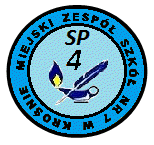 MIEJSKI ZESPÓŁ SZKÓŁ NR 7 W KROŚNIE
SP
4